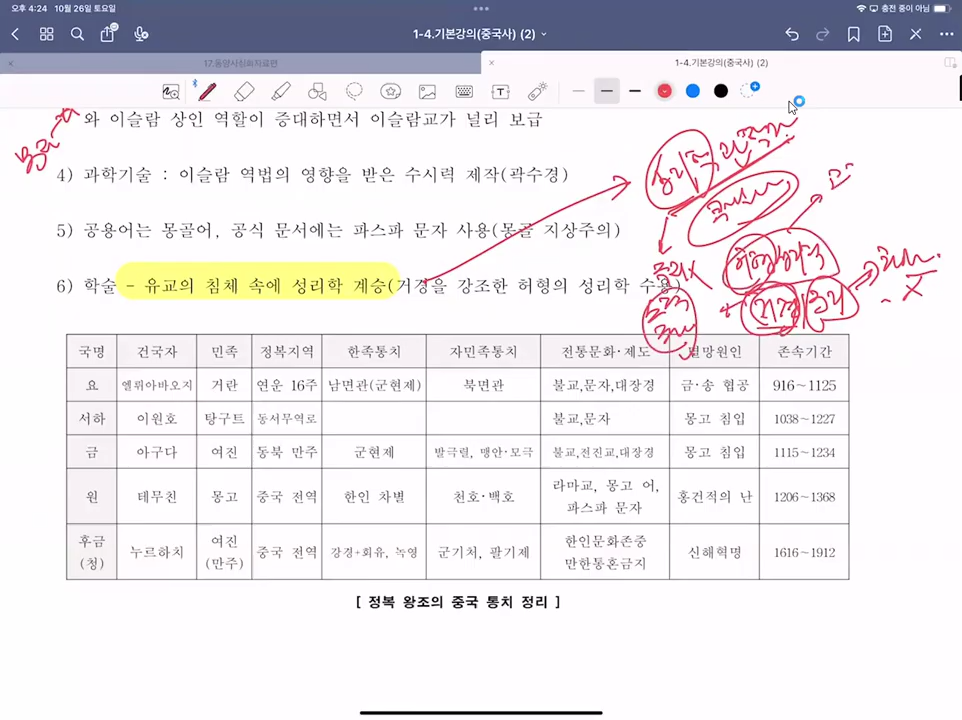 오후 4:24 10월 26일 토요일
충전 중이 아님
1-4.기본강의(중국사) (2)
17.동양사심화자료편
1-4.기본강의(중국사) (2)
와 이슬람 상인 역할이 증대하면서 이슬람교가 널리 보급
4) 과학기술 : 이슬람 역법의 영향을 받은 수시력 제작(곽수경)
5) 공용어는 몽골어, 공식 문서에는 파스파 문자 사용(몽골 지상주의)
6) 학술 - 유교의 침체 속에 성리학 계승(거경을 강조한 허형의 성리학 수용)
성리학
허형 성리학
국명 건국자 민족 정복지역 한족통치 자민족통치 전통문화·제도 멸망원인 존속기간
요 엘뤼아바오지 거란 연운 16주 남면관(군현제) 북면관 불교,문자,대장경 금·송 협공 916~1125
서하 이원호 탕구트 동서무역로 불교,문자 몽고 침입 1038~1227
금 아구다 여진 동북 만주 군현제 발극렬, 맹안·모극 불교,전진교,대장경 몽고 침입 1115~1234
원 테무친 몽고 중국 전역 한인 차별 천호·백호 라마교, 몽고 어, 파스파 문자 홍건적의 난 1206~1368
후금(청) 누르하치 여진(만주) 중국 전역 강경+회유, 녹영 군기처, 팔기제 한인문화존중 만한통혼금지 신해혁명 1616~1912
[ 정복 왕조의 중국 통치 정리 ]